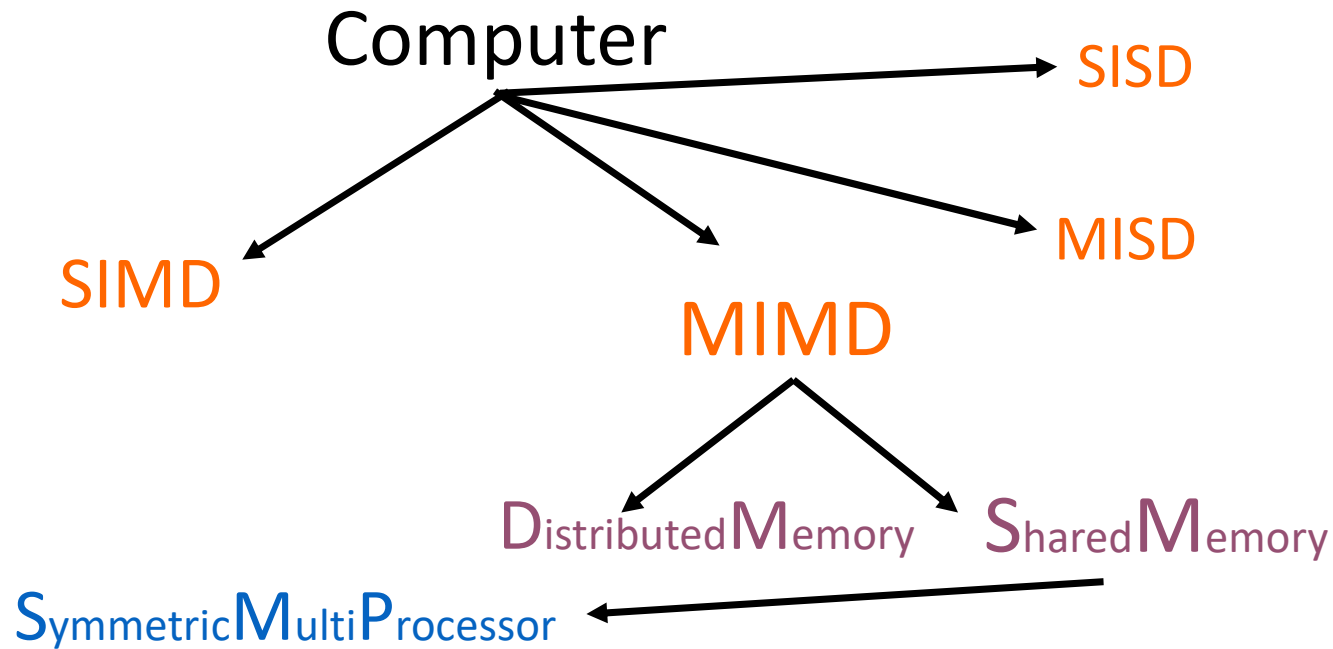 Computer
SISD
MISD
SIMD
MIMD
DistributedMemory
SharedMemory
SymmetricMultiProcessor